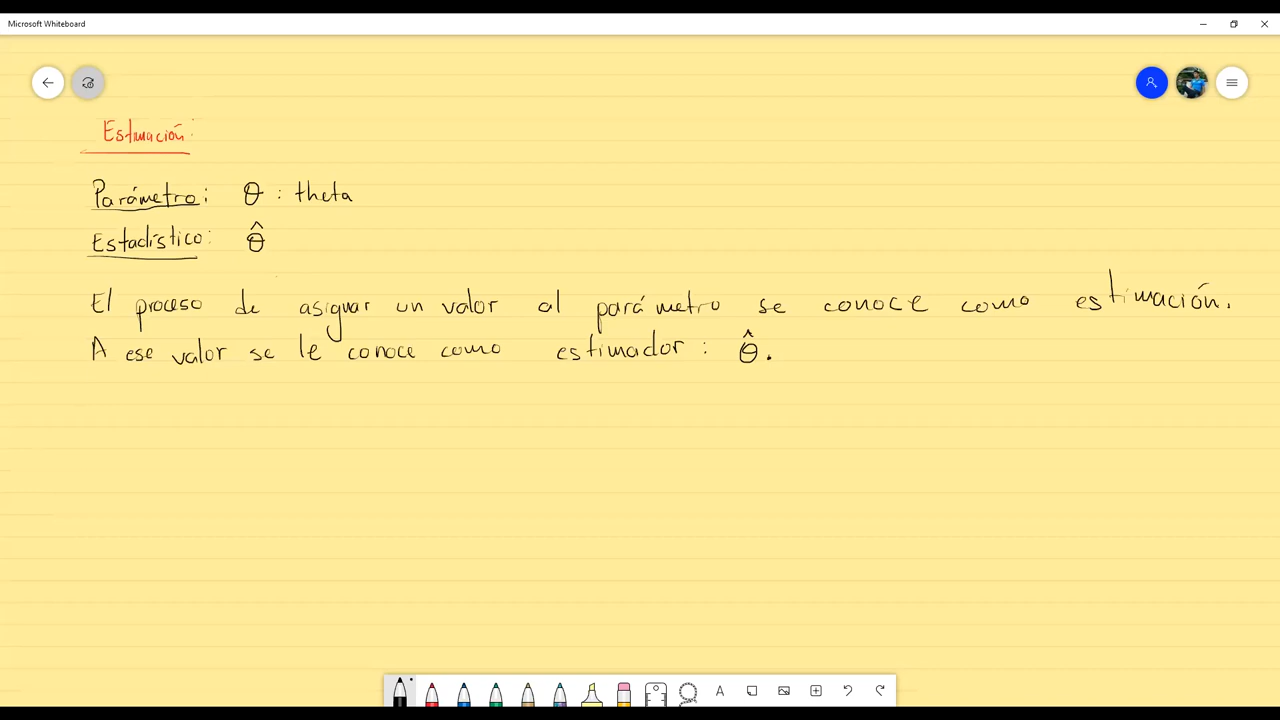 Microsoft Whiteboard
Estimación:
Parámetro: θ : theta
Estadístico: θ̂
El proceso de asignar un valor al parámetro se conoce como estimación.
A ese valor se le conoce como estimador : θ̂.
A